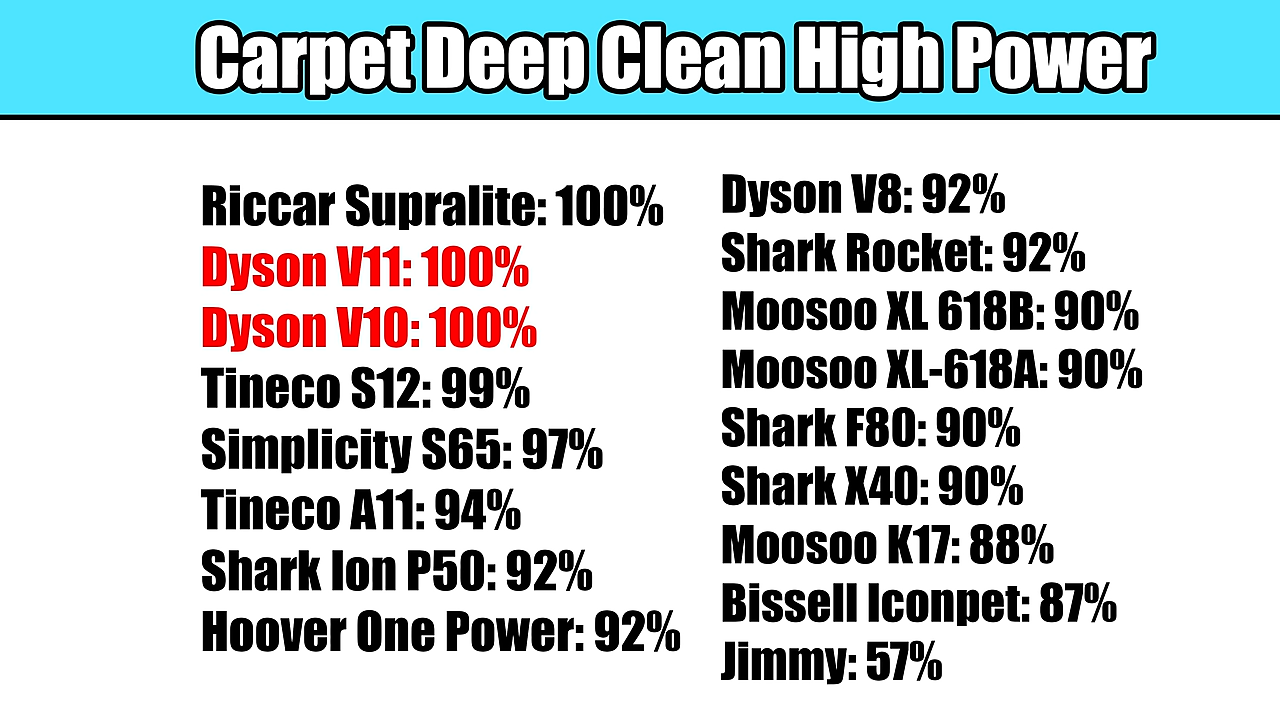 Carpet Deep Clean High Power
Riccar Supralite: 100%
Dyson V11: 100%
Dyson V10: 100%
Tineco S12: 99%
Simplicity S65: 97%
Tineco A11: 94%
Shark Ion P50: 92%
Hoover One Power: 92%
Dyson V8: 92%
Shark Rocket: 92%
Moosoo XL 618B: 90%
Moosoo XL-618A: 90%
Shark F80: 90%
Shark X40: 90%
Moosoo K17: 88%
Bissell Iconpet: 87%
Jimmy: 57%